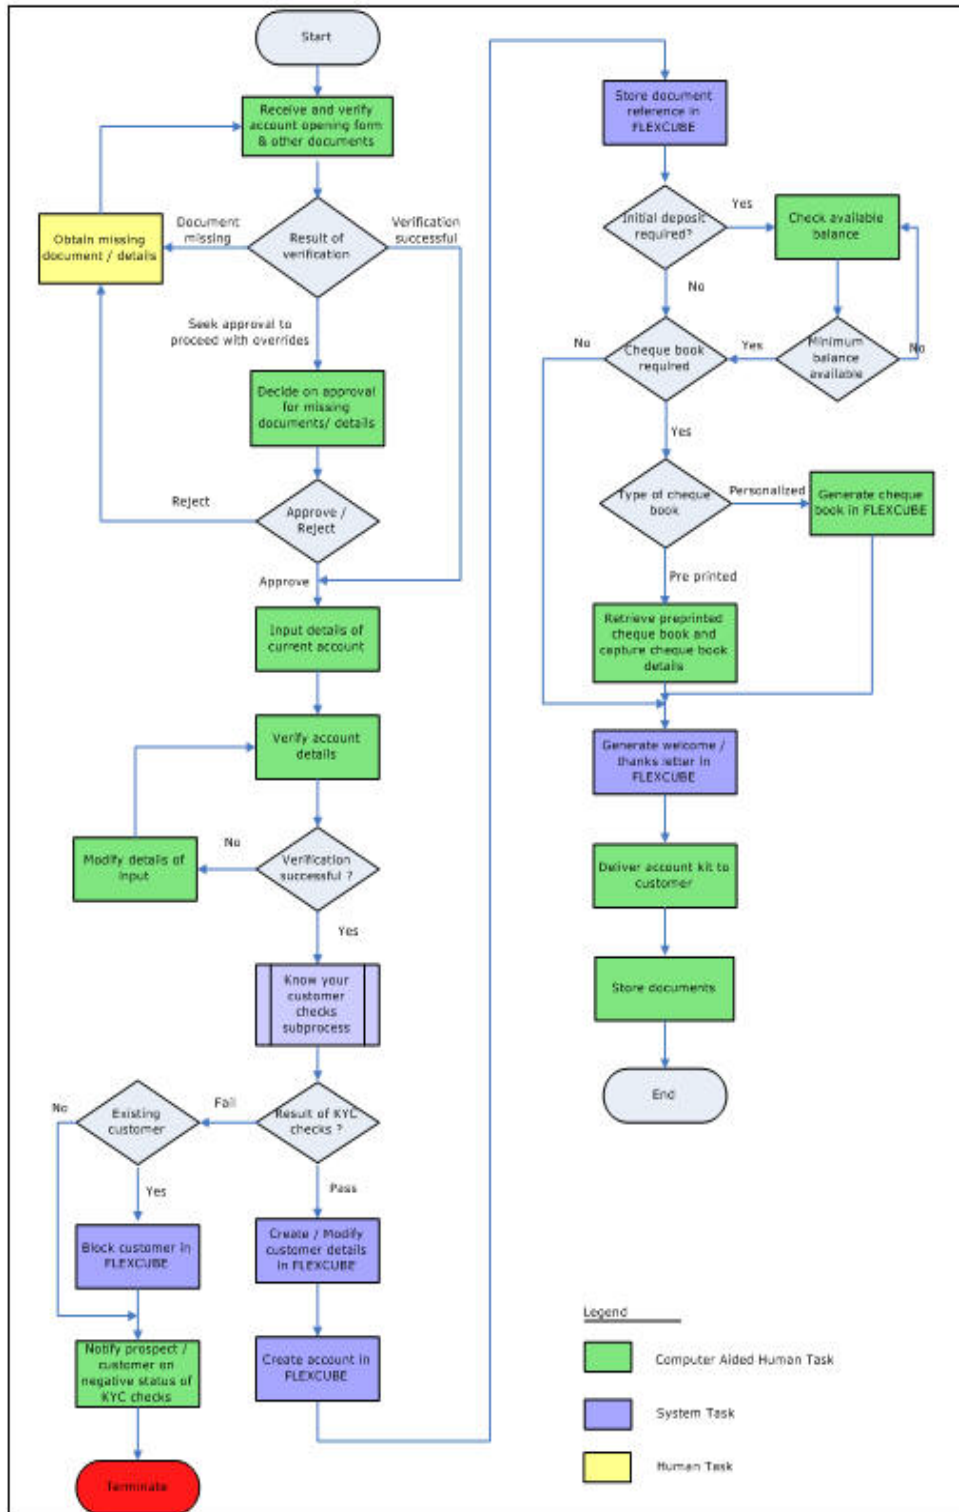 Start
Receive and verify
account opening form
& other documents
Document
missing
Verification
successful
Obtain missing
document / details
Result of
verification
Seek approval to
proceed with overrides
Decide on approval
for missing
documents/ details
Reject
Approve /
Reject
Approve
Input details of
current account
Verify account
details
No
Modify details of
input
Verification
successful ?
Yes
Know your
customer
checks
subprocess
No
Existing
customer
Fail
Result of KYC
checks ?
Yes
Pass
Block customer in
FLEXCUBE
Create / Modify
customer details
in FLEXCUBE
Notify prospect /
customer on
negative status of
KYC checks
Create account in
FLEXCUBE
Terminate
Store document
reference in
FLEXCUBE
Initial deposit
required?
Yes
Check available
balance
No
No
Cheque book
required
Yes
Minimum
balance
available
No
Yes
Type of cheque
book
Personalized
Generate cheque
book in FLEXCUBE
Pre printed
Retrieve preprinted
cheque book and
capture cheque book
details
Generate welcome /
thanks letter in
FLEXCUBE
Deliver account kit to
customer
Store documents
End
Legend
Computer Aided Human Task
System Task
Human Task